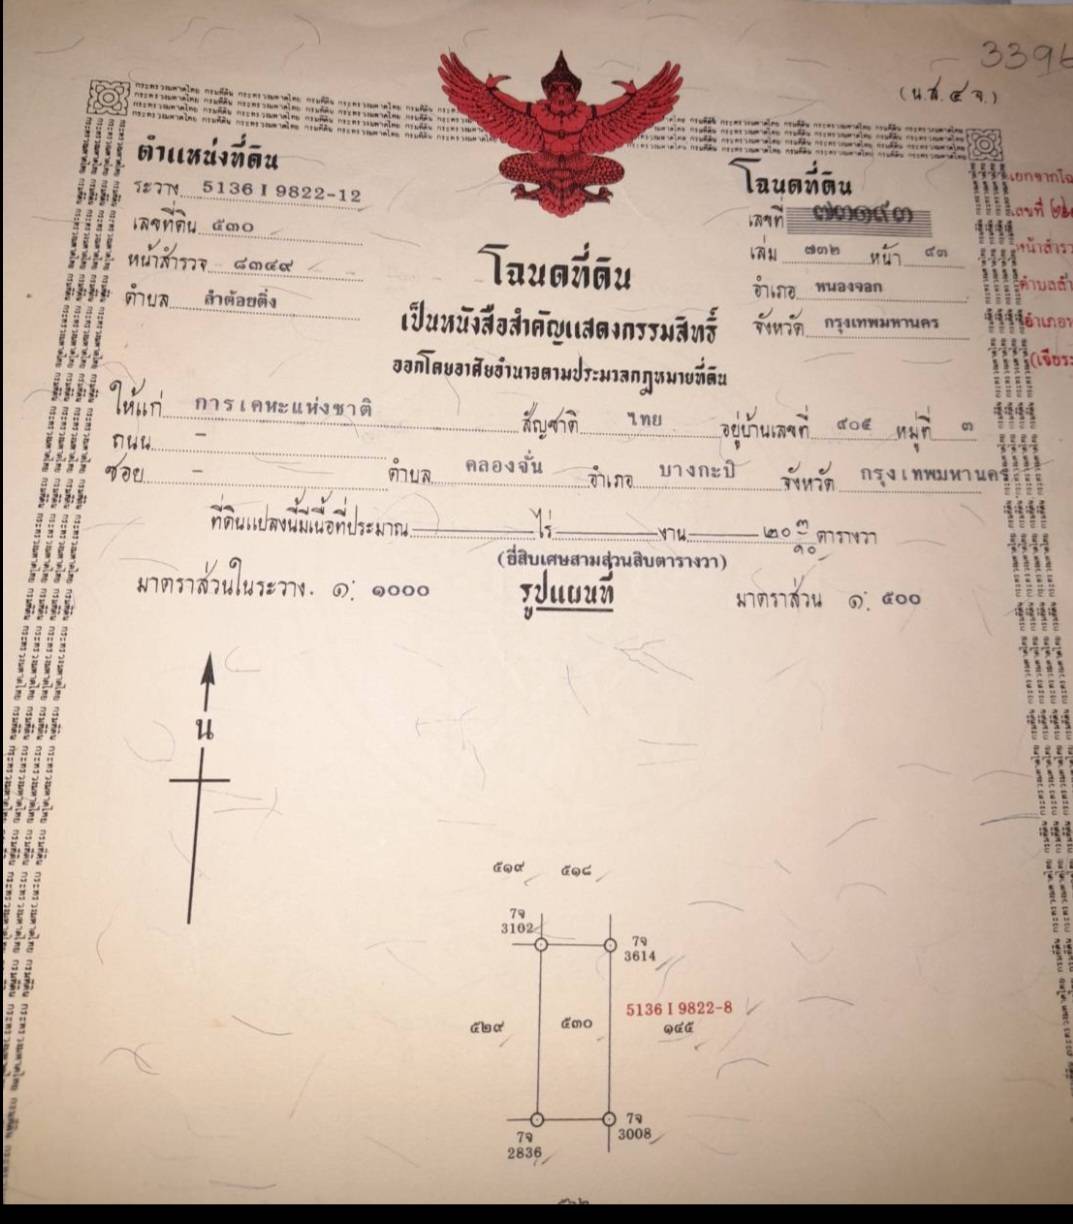 339
(น.ส.๔ จ.)
ตำแหน่งที่ดิน
ระวาง 5136 I 9822-12
เลขที่ดิน ๕๓๐
หน้าสำรวจ ๘๓๔๙
ตำบล ลำต้อยติ่ง
โฉนดที่ดิน
เลขที่ ๗๓๑๙๓
เล่ม ๗๓๒ หน้า ๙๓
อำเภอ หนองจอก
จังหวัด กรุงเทพมหานคร
โฉนดที่ดิน
เป็นหนังสือสำคัญแสดงกรรมสิทธิ์
ออกโดยอาศัยอำนาจตามประมวลกฎหมายที่ดิน
ให้แก่ การเคหะแห่งชาติ สัญชาติ ไทย อยู่บ้านเลขที่ ๙๐๕ หมู่ที่ ๓
ถนน -
ซอย - ตำบล คลองจั่น อำเภอ บางกะปิ จังหวัด กรุงเทพมหานคร
ที่ดินแปลงนี้มีเนื้อที่ประมาณ ไร่ งาน ๒๐ ๓/๑๐ ตารางวา
(ยี่สิบเศษสามส่วนสิบตารางวา)
มาตราส่วนในระวาง ๑: ๑๐๐๐ รูปแผนที่ มาตราส่วน ๑: ๕๐๐
น
๕๑๙ ๕๑๘
7จ
3102
7จ
3614
5136 I 9822-8
๕๒๙ ๕๓๐ ๑๔๕
7จ
2836
7จ
3008